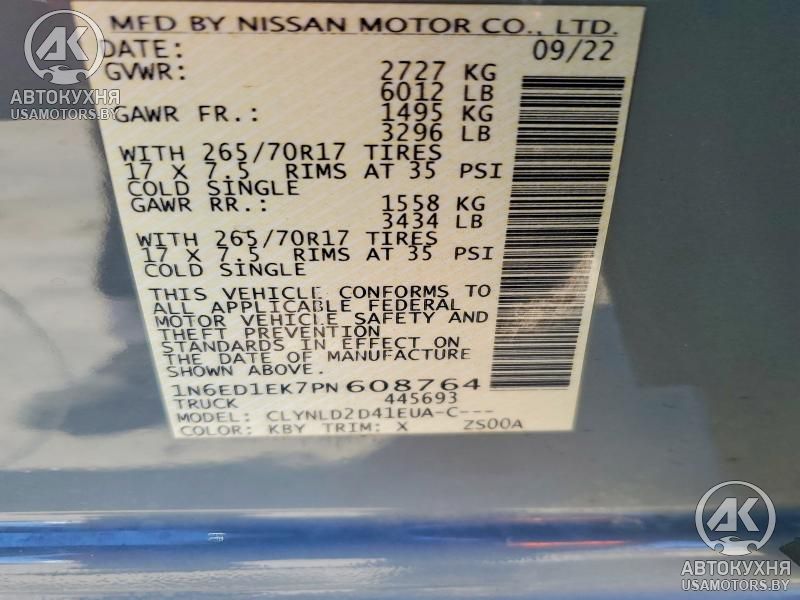 MFD BY NISSAN MOTOR CO., LTD.
DATE: 09/22
GVWR: 2727 KG
6012 LB
GAWR FR.: 1495 KG
3296 LB
WITH 265/70R17 TIRES
17 X 7.5 RIMS AT 35 PSI
COLD SINGLE
GAWR RR.: 1558 KG
3434 LB
WITH 265/70R17 TIRES
17 X 7.5 RIMS AT 35 PSI
COLD SINGLE
THIS VEHICLE CONFORMS TO
ALL APPLICABLE FEDERAL
MOTOR VEHICLE SAFETY AND
THEFT PREVENTION
STANDARDS IN EFFECT ON
THE DATE OF MANUFACTURE
SHOWN ABOVE.
1N6ED1EK7PN608764
TRUCK 445693
MODEL: CLYNLD2D41EUA-C---
COLOR: KBY TRIM: X ZS00A
АК
АВТОКУХНЯ
USAMOTORS.BY
АК
АВТОКУХНЯ
USAMOTORS.BY